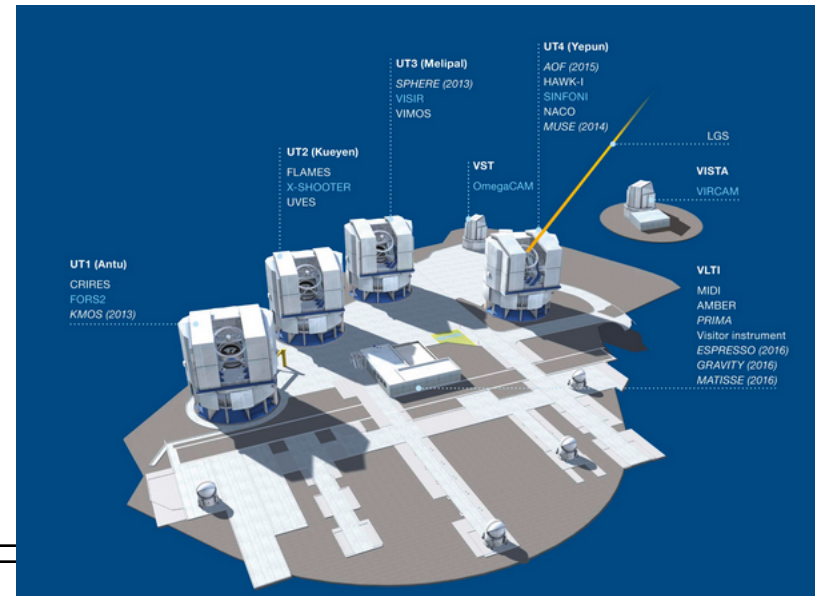 UT4 (Yepun)
AOF (2015)
HAWK-I
SINFONI
NACO
MUSE (2014)
UT3 (Melipal)
SPHERE (2013)
VISIR
VIMOS
LGS
UT2 (Kueyen)
FLAMES
X-SHOOTER
UVES
VST
OmegaCAM
VISTA
VIRCAM
UT1 (Antu)
CRIRES
FORS2
KMOS (2013)
VLTI
MIDI
AMBER
PRIMA
Visitor instrument
ESPRESSO (2016)
GRAVITY (2016)
MATISSE (2016)